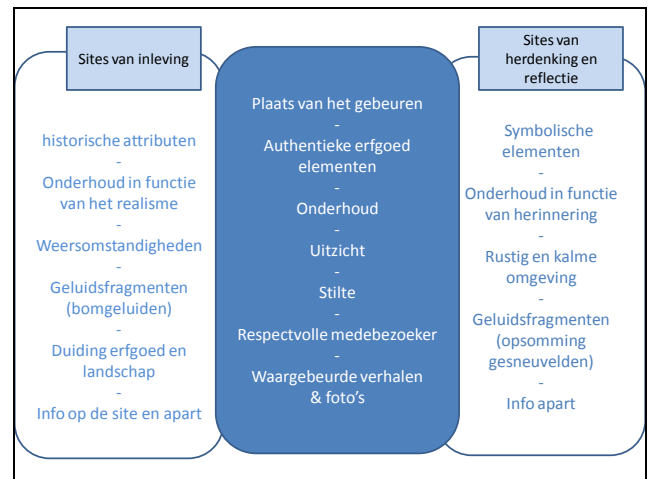 Sites van inleving
historische attributen
-
Onderhoud in functie
van het realisme
-
Weersomstandigheden
-
Geluidsfragmenten
(bomgeluiden)
-
Duiding erfgoed en
landschap
-
Info op de site en apart
Plaats van het gebeuren
-
Authentieke erfgoed
elementen
-
Onderhoud
-
Uitzicht
-
Stilte
-
Respectvolle medebezoeker
-
Waargebeurde verhalen
& foto’s
Sites van
herdenking en
reflectie
Symbolische
elementen
-
Onderhoud in functie
van herinnering
-
Rustig en kalme
omgeving
-
Geluidsfragmenten
(opsomming
gesneuvelden)
-
Info apart